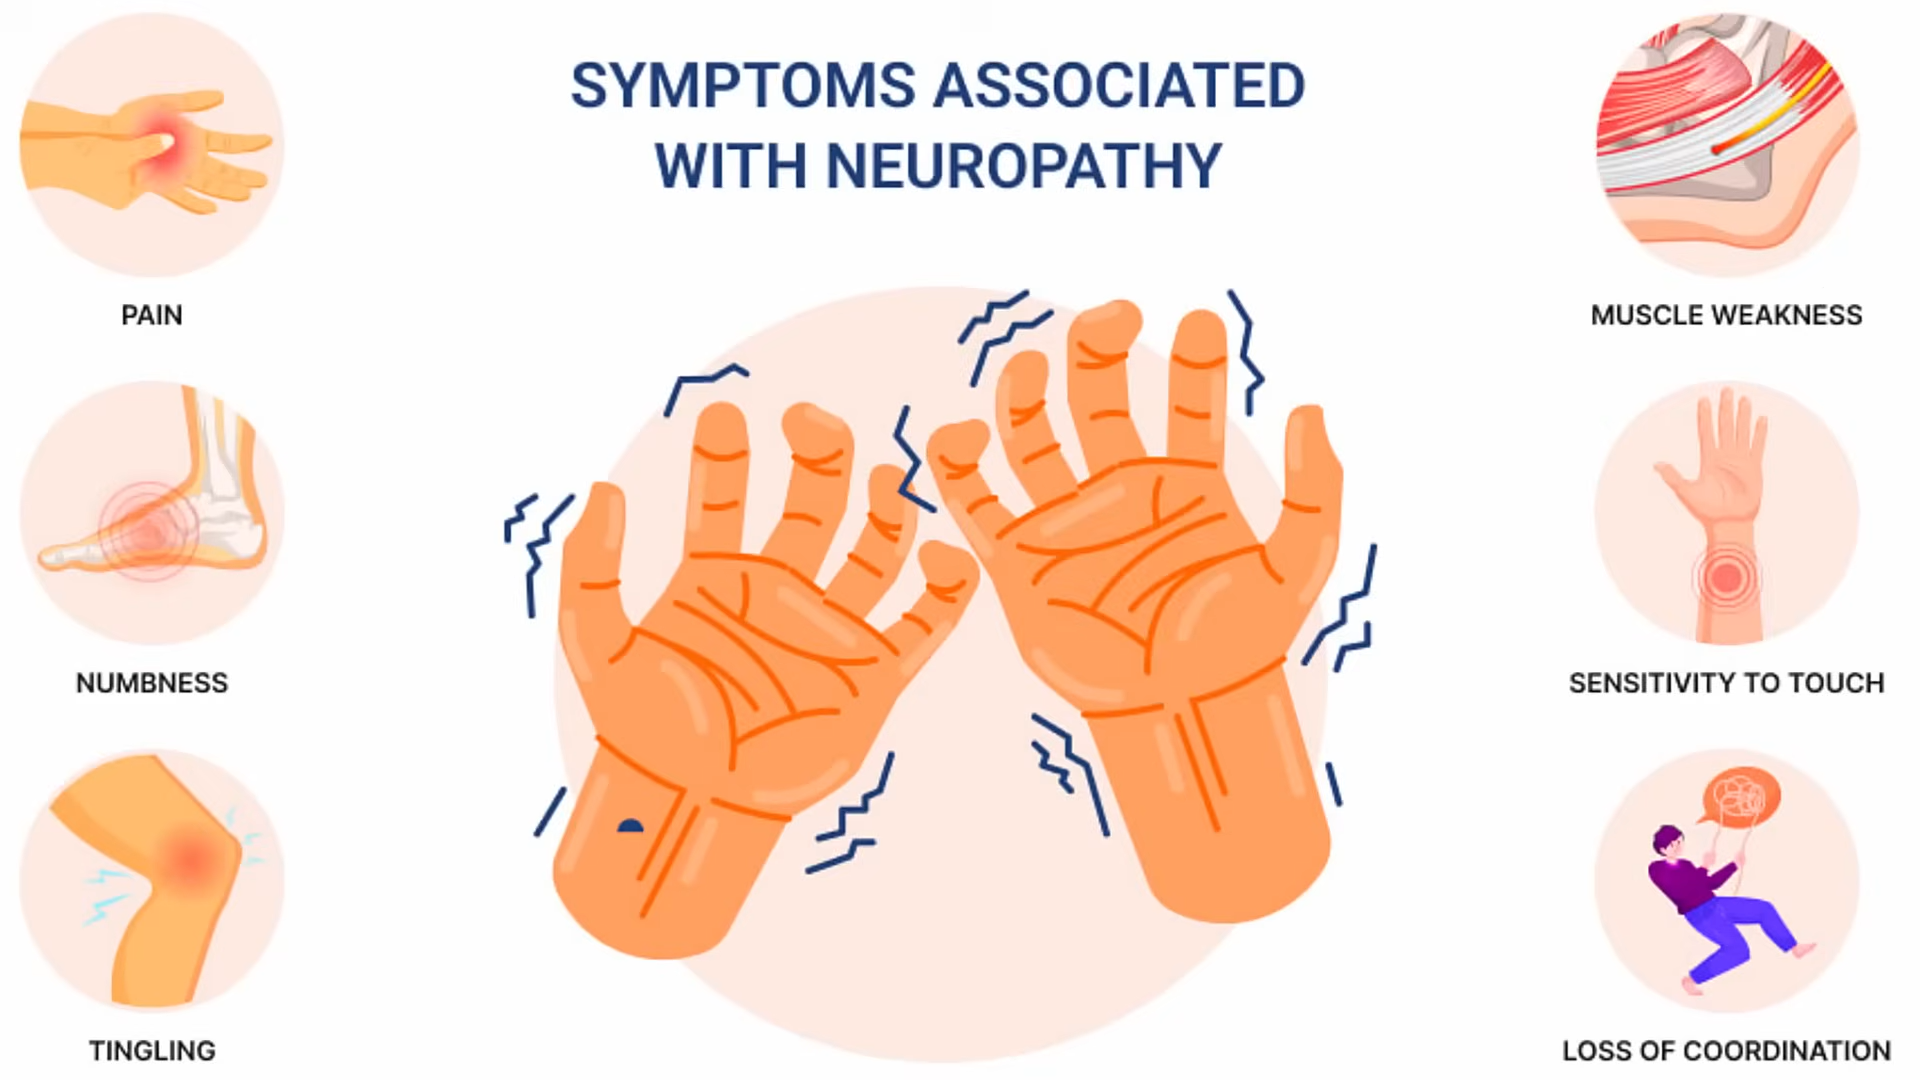 SYMPTOMS ASSOCIATED
WITH NEUROPATHY
PAIN
NUMBNESS
TINGLING
MUSCLE WEAKNESS
SENSITIVITY TO TOUCH
LOSS OF COORDINATION